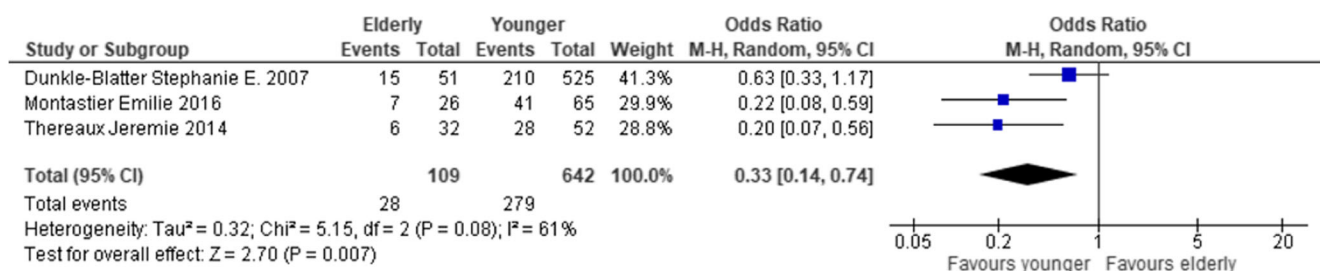 Elderly Younger Odds Ratio Odds Ratio
Study or Subgroup Events Total Events Total Weight M-H, Random, 95% CI M-H, Random, 95% CI
Dunkle-Blatter Stephanie E. 2007 15 51 210 525 41.3% 0.63 [0.33, 1.17]
Montastier Emilie 2016 7 26 41 65 29.9% 0.22 [0.08, 0.59]
Thereaux Jeremie 2014 6 32 28 52 28.8% 0.20 [0.07, 0.56]
Total (95% CI) 109 642 100.0% 0.33 [0.14, 0.74]
Total events 28 279
Heterogeneity: Tau² = 0.32; Chi² = 5.15, df = 2 (P = 0.08); I² = 61%
Test for overall effect: Z = 2.70 (P = 0.007)
0.05 0.2 1 5 20
Favours younger Favours elderly